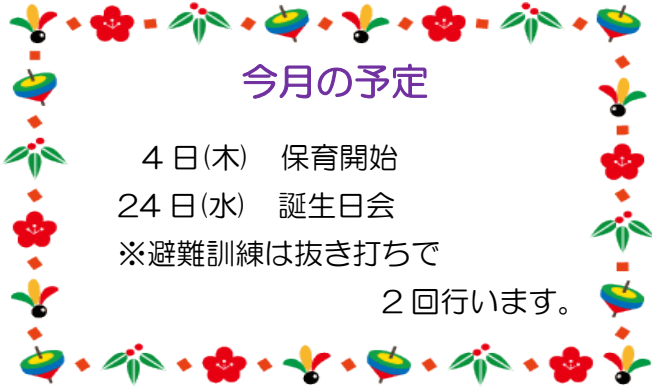 今月の予定
4日(木) 保育開始
24日(水) 誕生日会
※避難訓練は抜き打ちで
2回行います。